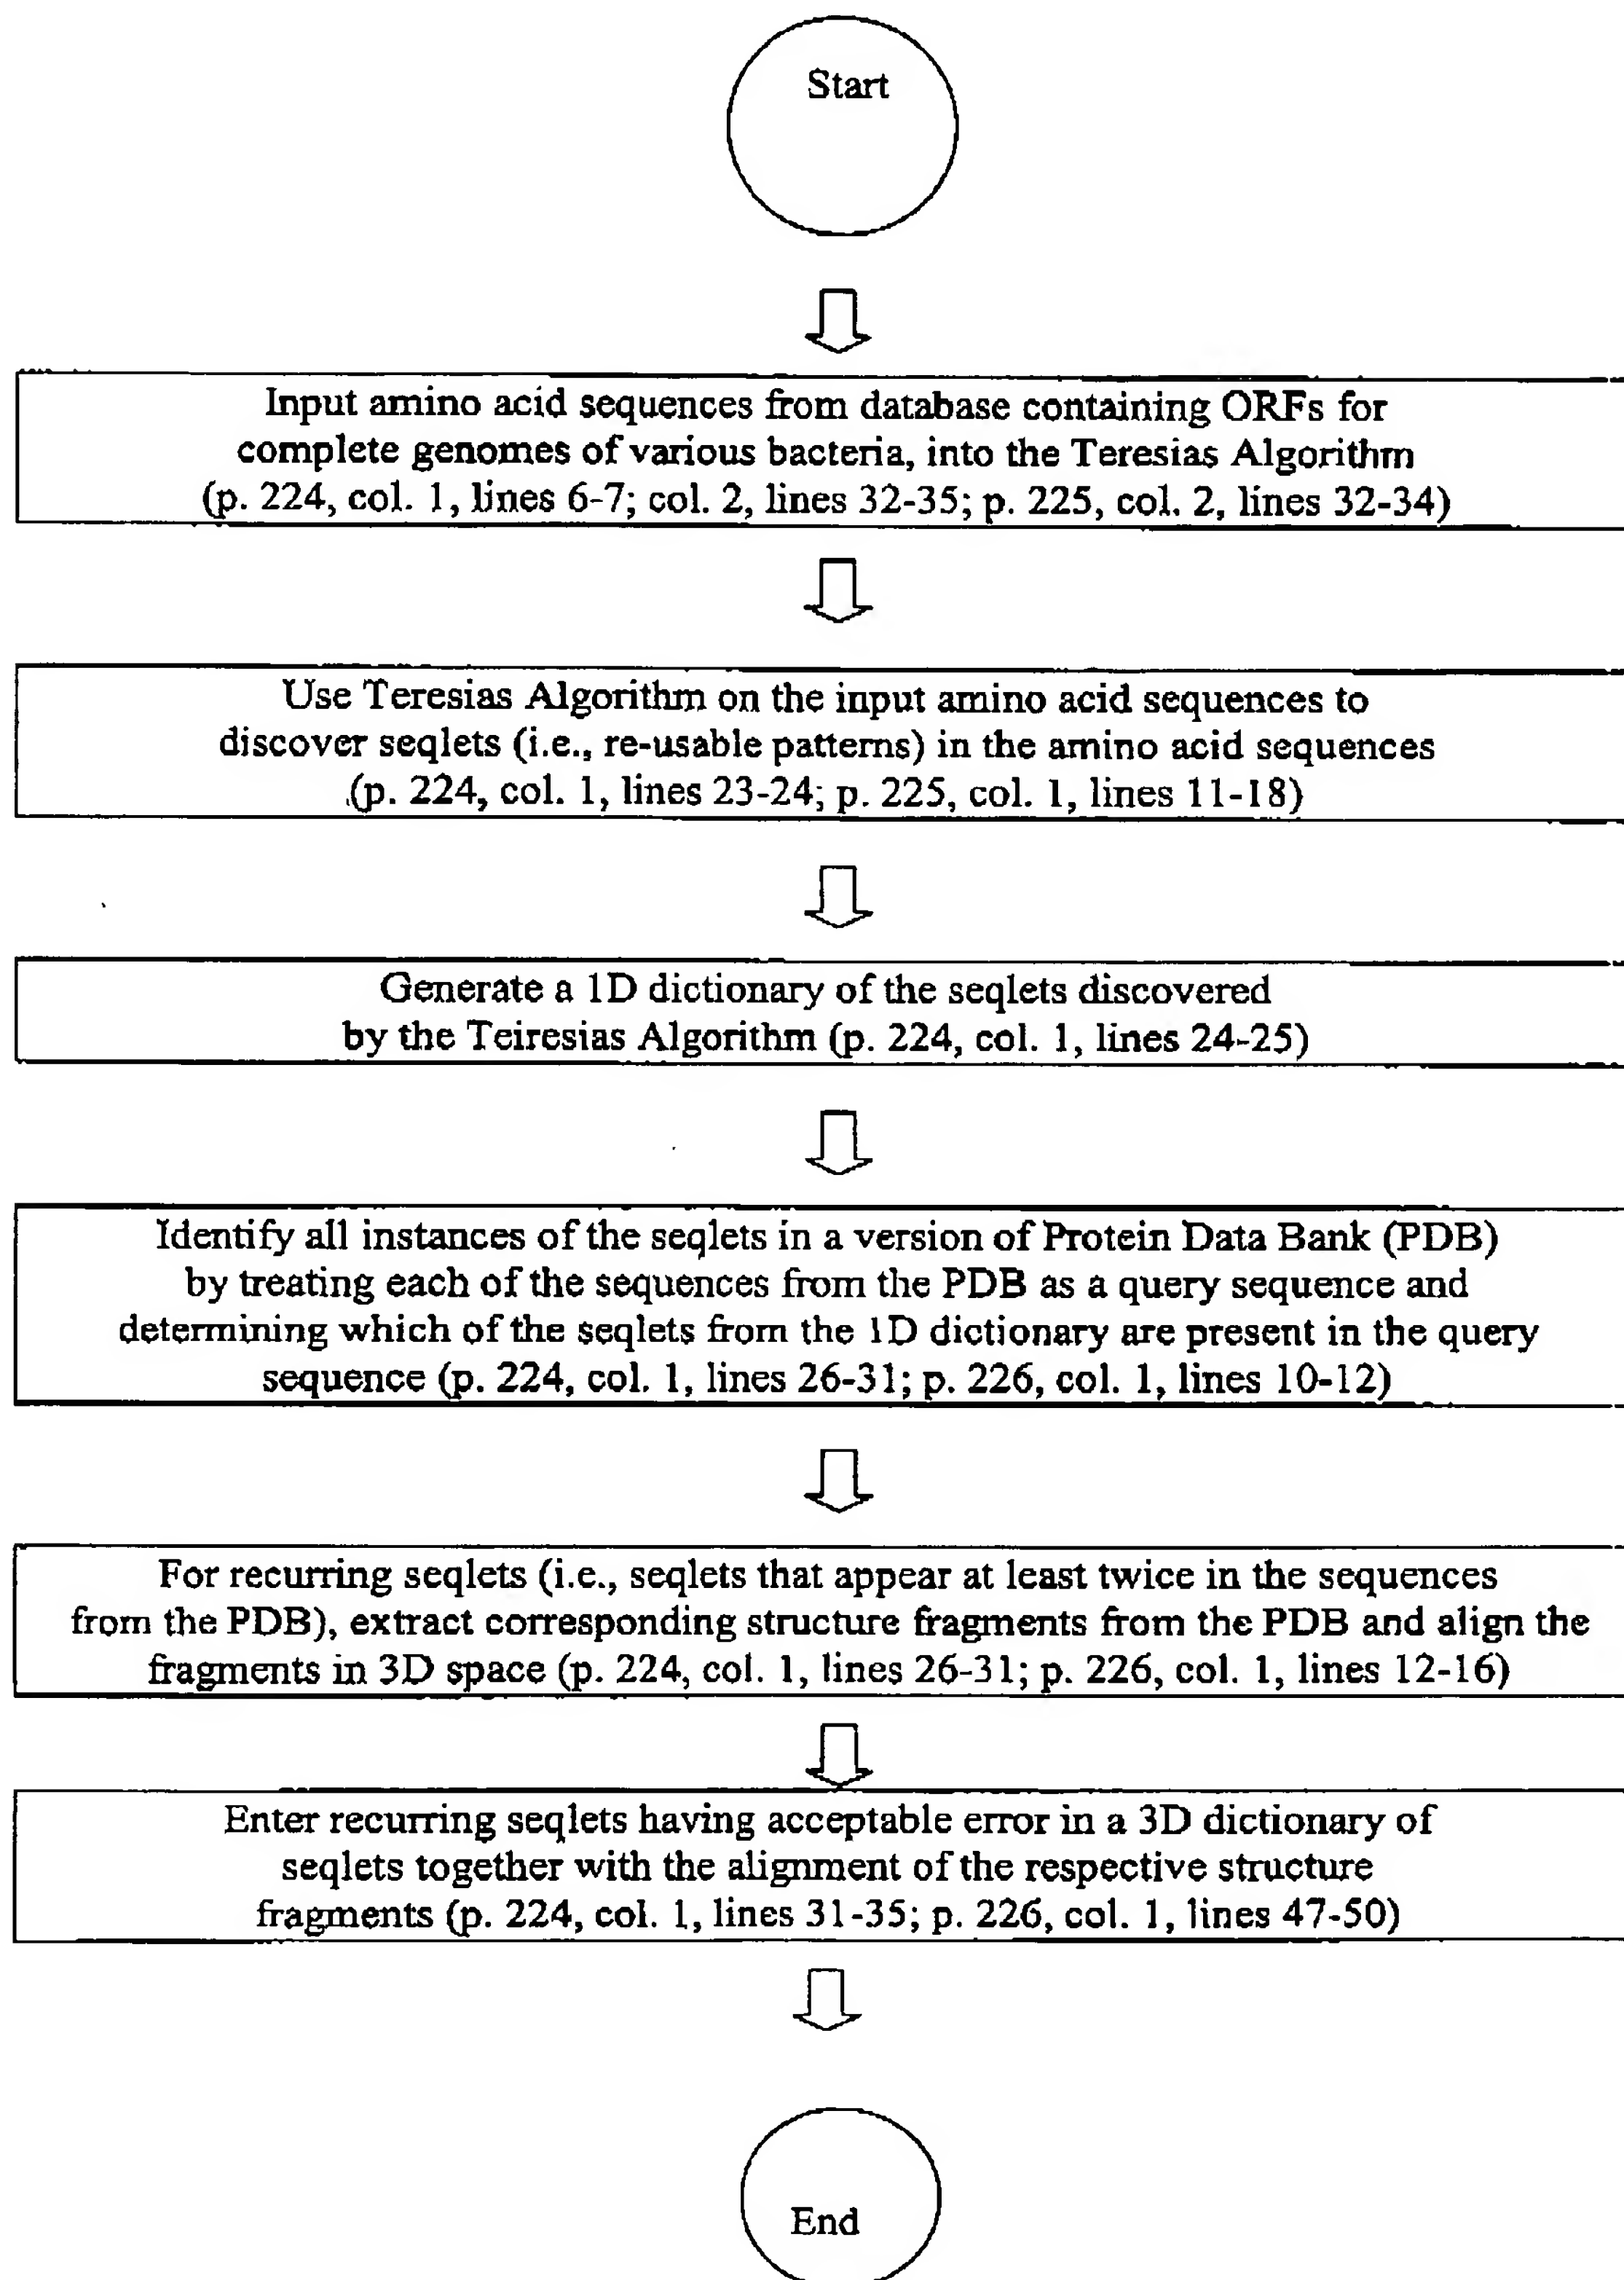 Start
Input amino acid sequences from database containing ORFs for
complete genomes of various bacteria, into the Teresias Algorithm
(p. 224, col. 1, lines 6-7; col. 2, lines 32-35; p. 225, col. 2, lines 32-34)
Use Teresias Algorithm on the input amino acid sequences to
discover seqlets (i.e., re-usable patterns) in the amino acid sequences
(p. 224, col. 1, lines 23-24; p. 225, col. 1, lines 11-18)
Generate a 1D dictionary of the seqlets discovered
by the Teiresias Algorithm (p. 224, col. 1, lines 24-25)
Identify all instances of the seqlets in a version of Protein Data Bank (PDB)
by treating each of the sequences from the PDB as a query sequence and
determining which of the seqlets from the 1D dictionary are present in the query
sequence (p. 224, col. 1, lines 26-31; p. 226, col. 1, lines 10-12)
For recurring seqlets (i.e., seqlets that appear at least twice in the sequences
from the PDB), extract corresponding structure fragments from the PDB and align the
fragments in 3D space (p. 224, col. 1, lines 26-31; p. 226, col. 1, lines 12-16)
Enter recurring seqlets having acceptable error in a 3D dictionary of
seqlets together with the alignment of the respective structure
fragments (p. 224, col. 1, lines 31-35; p. 226, col. 1, lines 47-50)
End